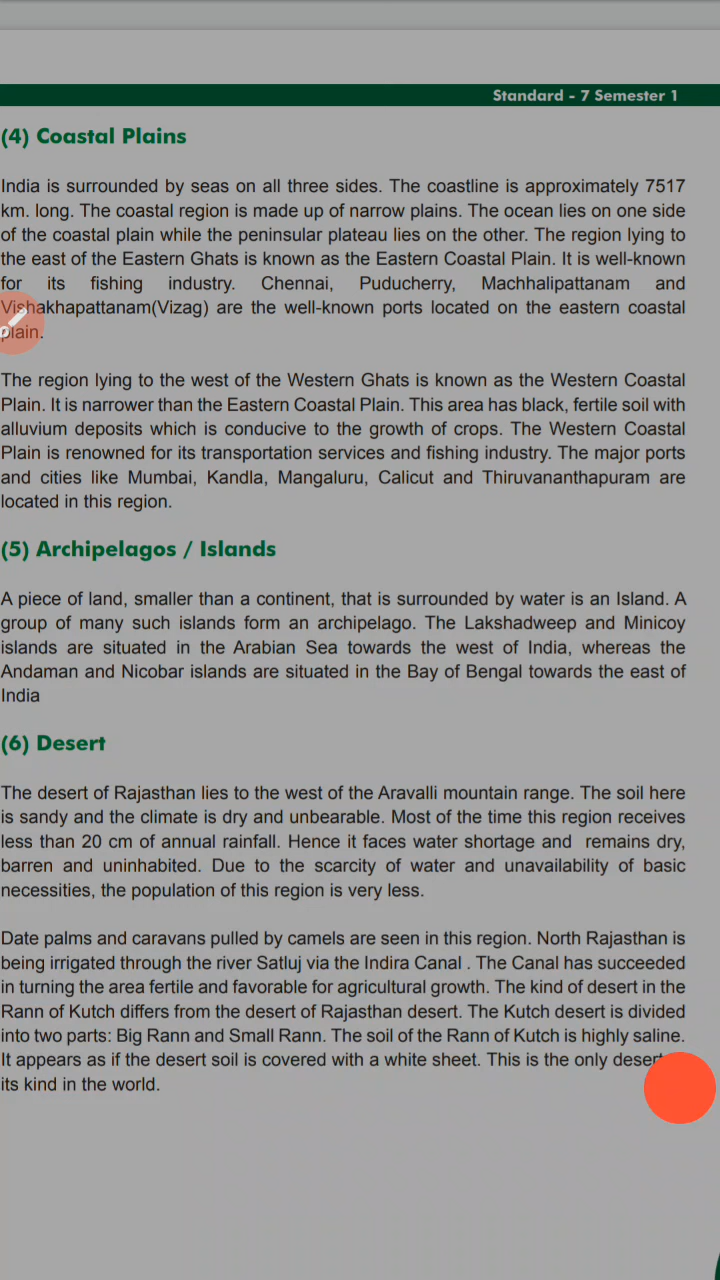 Standard - 7 Semester 1
(4) Coastal Plains
India is surrounded by seas on all three sides. The coastline is approximately 7517
km. long. The coastal region is made up of narrow plains. The ocean lies on one side
of the coastal plain while the peninsular plateau lies on the other. The region lying to
the east of the Eastern Ghats is known as the Eastern Coastal Plain. It is well-known
for its fishing industry. Chennai, Puducherry, Machhalipattanam and
Vishakhapattanam(Vizag) are the well-known ports located on the eastern coastal
plain.
The region lying to the west of the Western Ghats is known as the Western Coastal
Plain. It is narrower than the Eastern Coastal Plain. This area has black, fertile soil with
alluvium deposits which is conducive to the growth of crops. The Western Coastal
Plain is renowned for its transportation services and fishing industry. The major ports
and cities like Mumbai, Kandla, Mangaluru, Calicut and Thiruvananthapuram are
located in this region.
(5) Archipelagos / Islands
A piece of land, smaller than a continent, that is surrounded by water is an Island. A
group of many such islands form an archipelago. The Lakshadweep and Minicoy
islands are situated in the Arabian Sea towards the west of India, whereas the
Andaman and Nicobar islands are situated in the Bay of Bengal towards the east of
India
(6) Desert
The desert of Rajasthan lies to the west of the Aravalli mountain range. The soil here
is sandy and the climate is dry and unbearable. Most of the time this region receives
less than 20 cm of annual rainfall. Hence it faces water shortage and remains dry,
barren and uninhabited. Due to the scarcity of water and unavailability of basic
necessities, the population of this region is very less.
Date palms and caravans pulled by camels are seen in this region. North Rajasthan is
being irrigated through the river Satluj via the Indira Canal . The Canal has succeeded
in turning the area fertile and favorable for agricultural growth. The kind of desert in the
Rann of Kutch differs from the desert of Rajasthan desert. The Kutch desert is divided
into two parts: Big Rann and Small Rann. The soil of the Rann of Kutch is highly saline.
It appears as if the desert soil is covered with a white sheet. This is the only desert
its kind in the world.